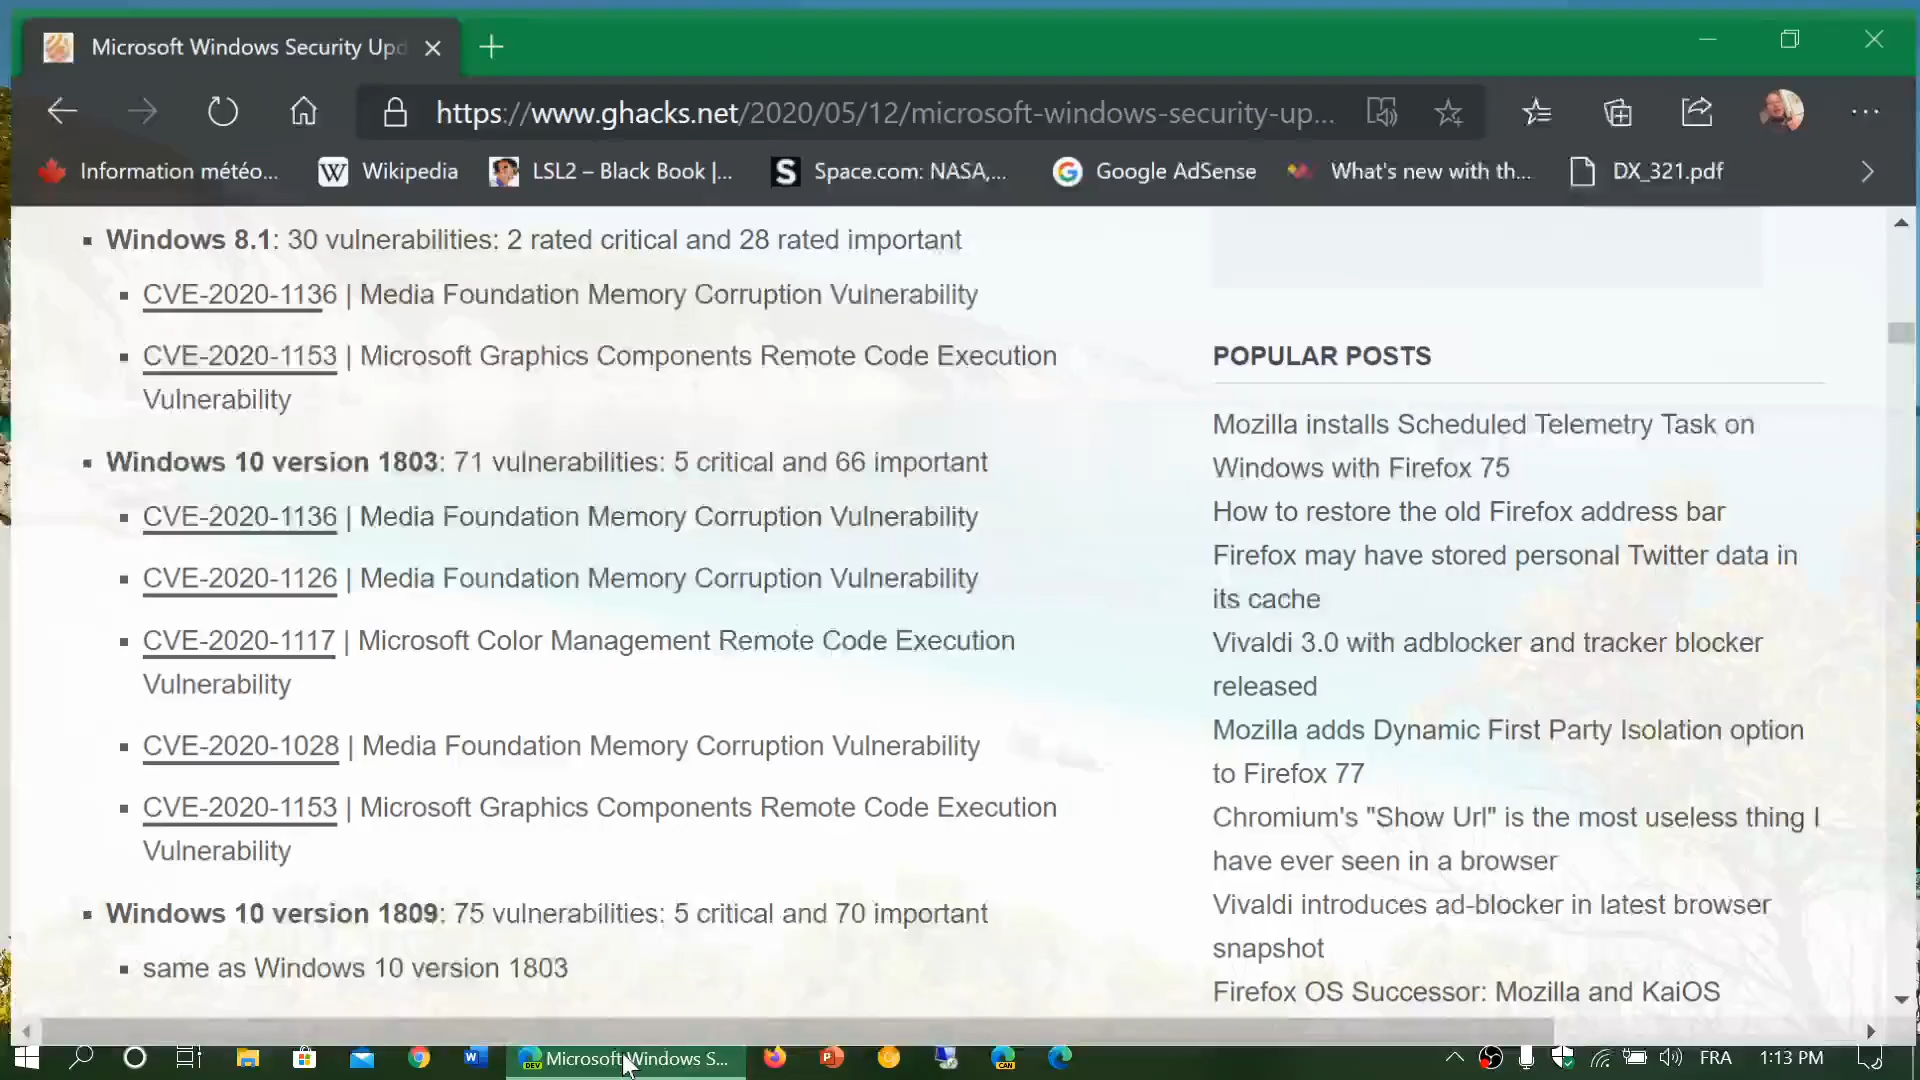 Microsoft Windows Security Upd
https://www.ghacks.net/2020/05/12/microsoft-windows-security-up...
Information météo...
W Wikipedia
LSL2 – Black Book |...
S Space.com: NASA,...
G Google AdSense
What's new with th...
DX_321.pdf
Windows 8.1: 30 vulnerabilities: 2 rated critical and 28 rated important
CVE-2020-1136 | Media Foundation Memory Corruption Vulnerability
CVE-2020-1153 | Microsoft Graphics Components Remote Code Execution
Vulnerability
Windows 10 version 1803: 71 vulnerabilities: 5 critical and 66 important
CVE-2020-1136 | Media Foundation Memory Corruption Vulnerability
CVE-2020-1126 | Media Foundation Memory Corruption Vulnerability
CVE-2020-1117 | Microsoft Color Management Remote Code Execution
Vulnerability
CVE-2020-1028 | Media Foundation Memory Corruption Vulnerability
CVE-2020-1153 | Microsoft Graphics Components Remote Code Execution
Vulnerability
Windows 10 version 1809: 75 vulnerabilities: 5 critical and 70 important
same as Windows 10 version 1803
POPULAR POSTS
Mozilla installs Scheduled Telemetry Task on
Windows with Firefox 75
How to restore the old Firefox address bar
Firefox may have stored personal Twitter data in
its cache
Vivaldi 3.0 with adblocker and tracker blocker
released
Mozilla adds Dynamic First Party Isolation option
to Firefox 77
Chromium's "Show Url" is the most useless thing I
have ever seen in a browser
Vivaldi introduces ad-blocker in latest browser
snapshot
Firefox OS Successor: Mozilla and KaiOS
W
DEV
Microsoft Windows S...
P
CAN
FRA
1:13 PM